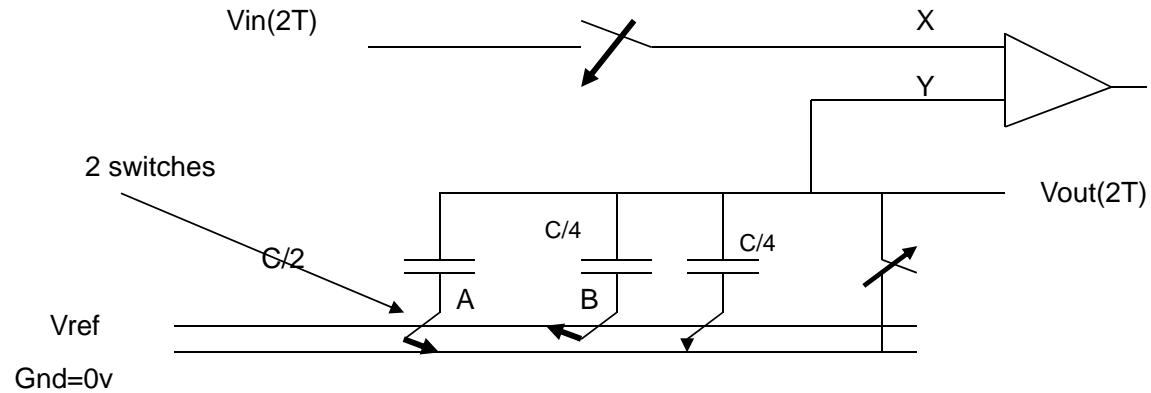 Vin(2T)
X
Y
2 switches
Vout(2T)
C/4
C/4
C/2
A
B
Vref
Gnd=0v